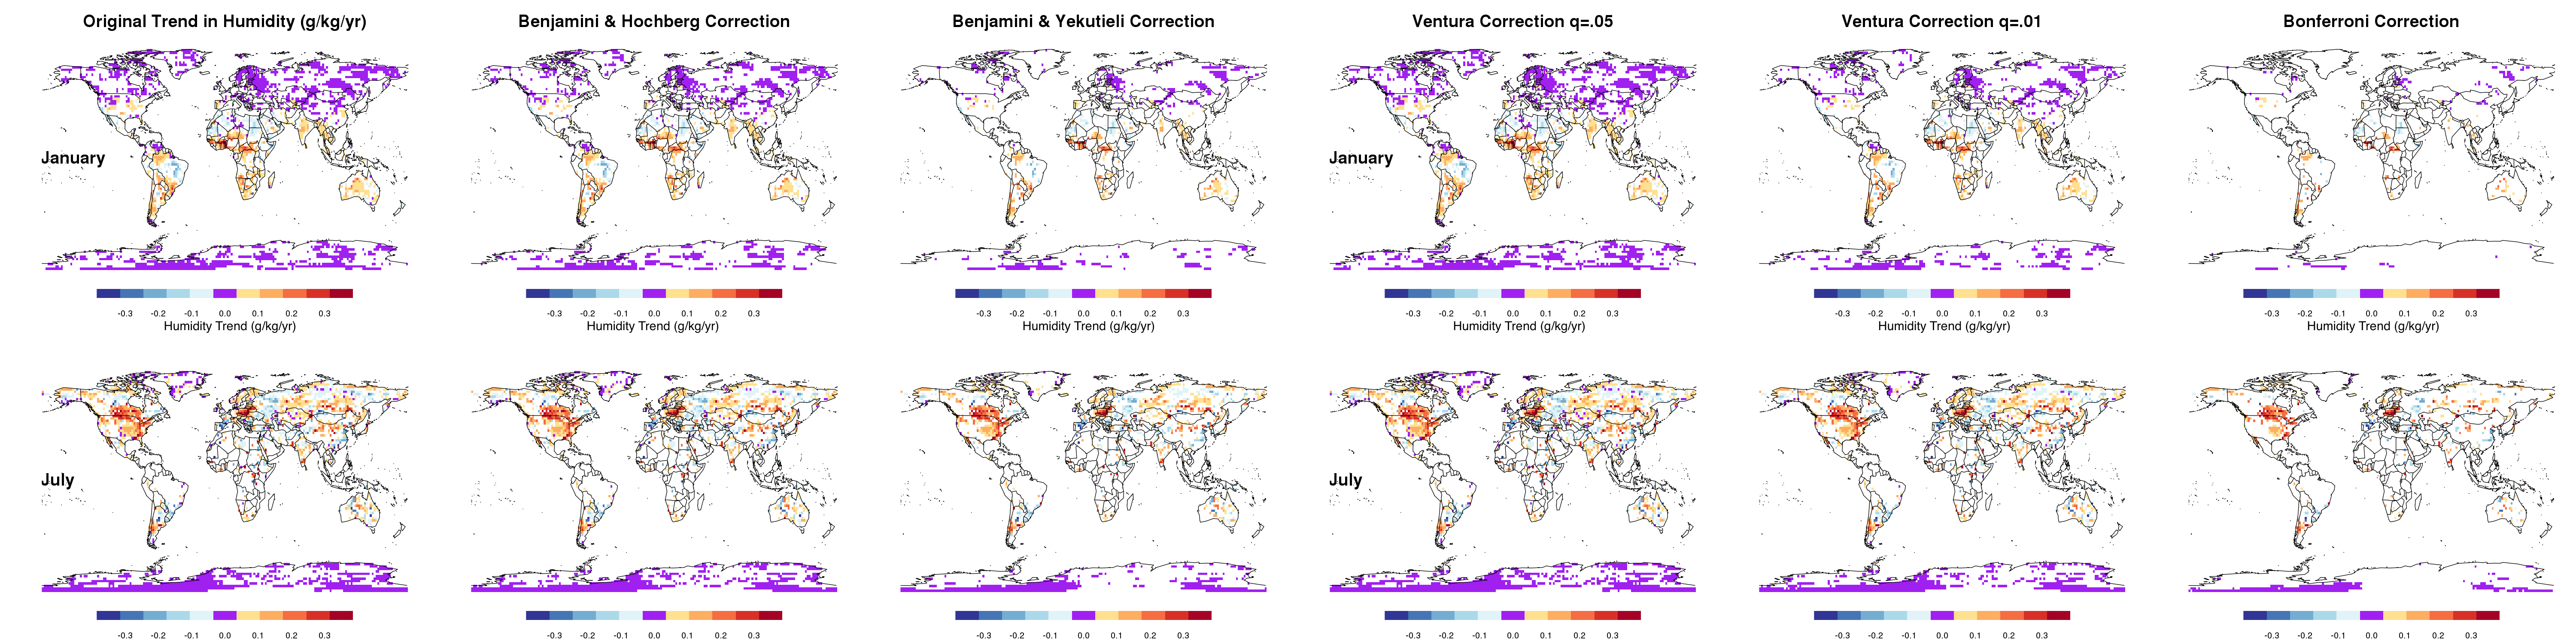 Original Trend in Humidity (g/kg/yr) Benjamini & Hochberg Correction Benjamini & Yekutieli Correction Ventura Correction q=.05 Ventura Correction q=.01 Bonferroni Correction
January January
-0.3 -0.2 -0.1 0.0 0.1 0.2 0.3 -0.3 -0.2 -0.1 0.0 0.1 0.2 0.3 -0.3 -0.2 -0.1 0.0 0.1 0.2 0.3 -0.3 -0.2 -0.1 0.0 0.1 0.2 0.3 -0.3 -0.2 -0.1 0.0 0.1 0.2 0.3 -0.3 -0.2 -0.1 0.0 0.1 0.2 0.3
Humidity Trend (g/kg/yr) Humidity Trend (g/kg/yr) Humidity Trend (g/kg/yr) Humidity Trend (g/kg/yr) Humidity Trend (g/kg/yr) Humidity Trend (g/kg/yr)
July July
-0.3 -0.2 -0.1 0.0 0.1 0.2 0.3 -0.3 -0.2 -0.1 0.0 0.1 0.2 0.3 -0.3 -0.2 -0.1 0.0 0.1 0.2 0.3 -0.3 -0.2 -0.1 0.0 0.1 0.2 0.3 -0.3 -0.2 -0.1 0.0 0.1 0.2 0.3 -0.3 -0.2 -0.1 0.0 0.1 0.2 0.3